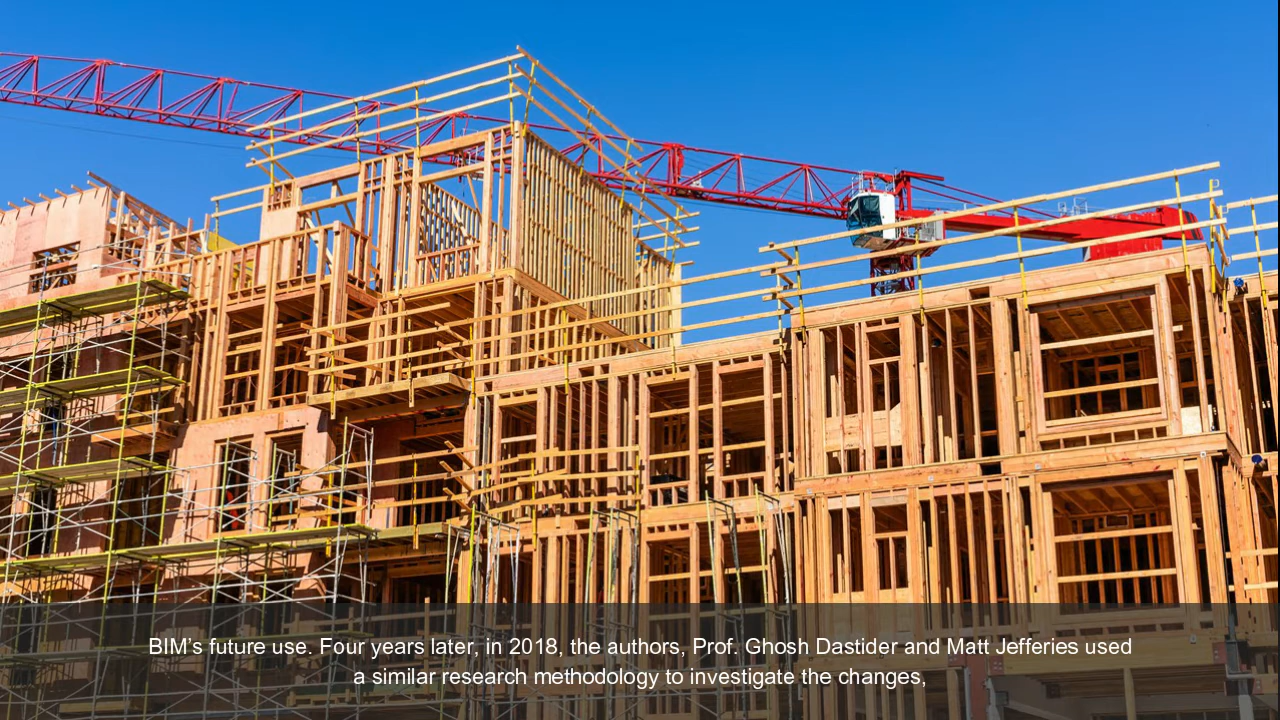 BIM’s future use. Four years later, in 2018, the authors, Prof. Ghosh Dastider and Matt Jefferies used
a similar research methodology to investigate the changes,